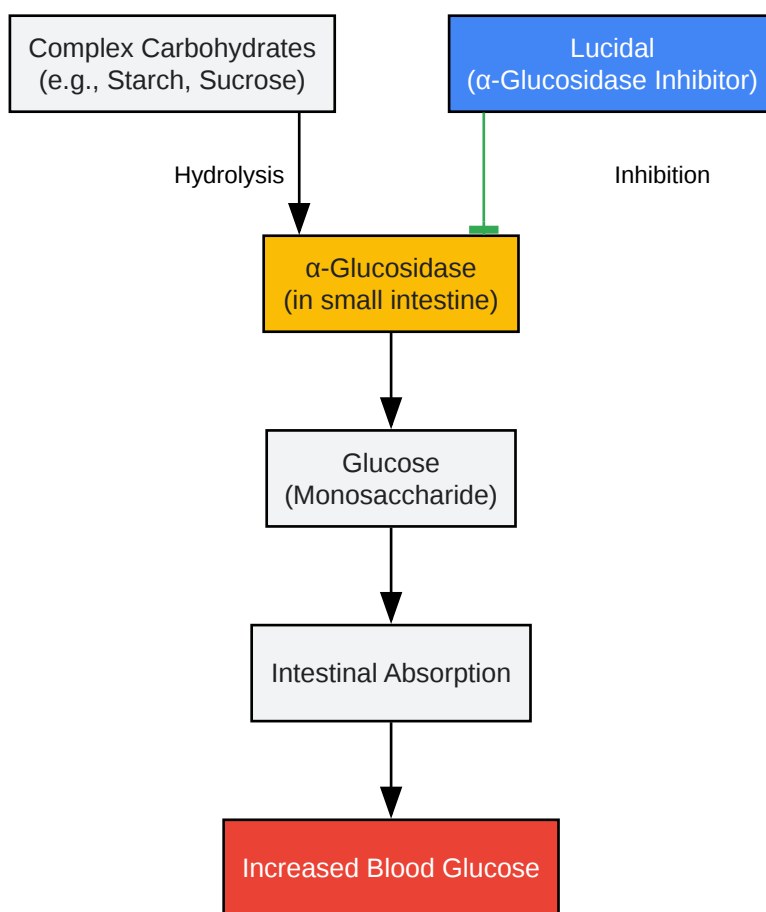 Complex Carbohydrates
(e.g., Starch, Sucrose)
Lucidal
(α-Glucosidase Inhibitor)
Hydrolysis
Inhibition
α-Glucosidase
(in small intestine)
Glucose
(Monosaccharide)
Intestinal Absorption
Increased Blood Glucose